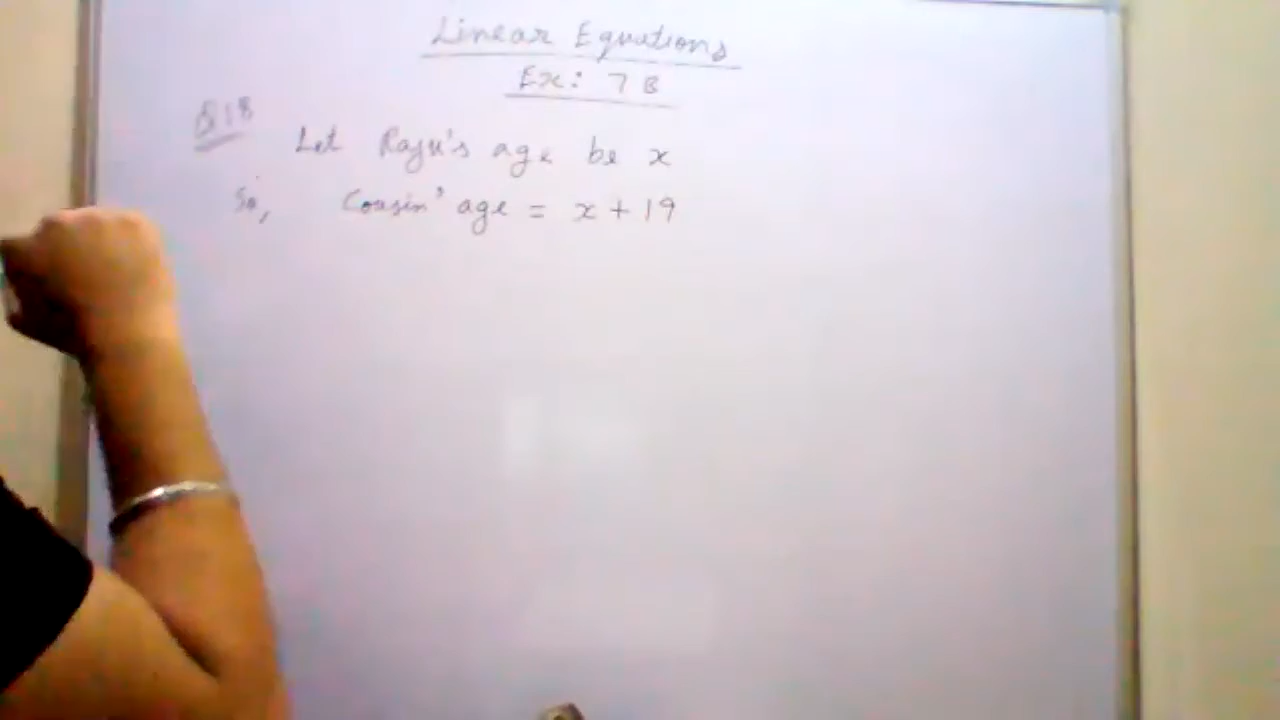 Linear Equations
Ex: 7B
Q18
Let Raju's age be x
So, Cousin' age = x + 19